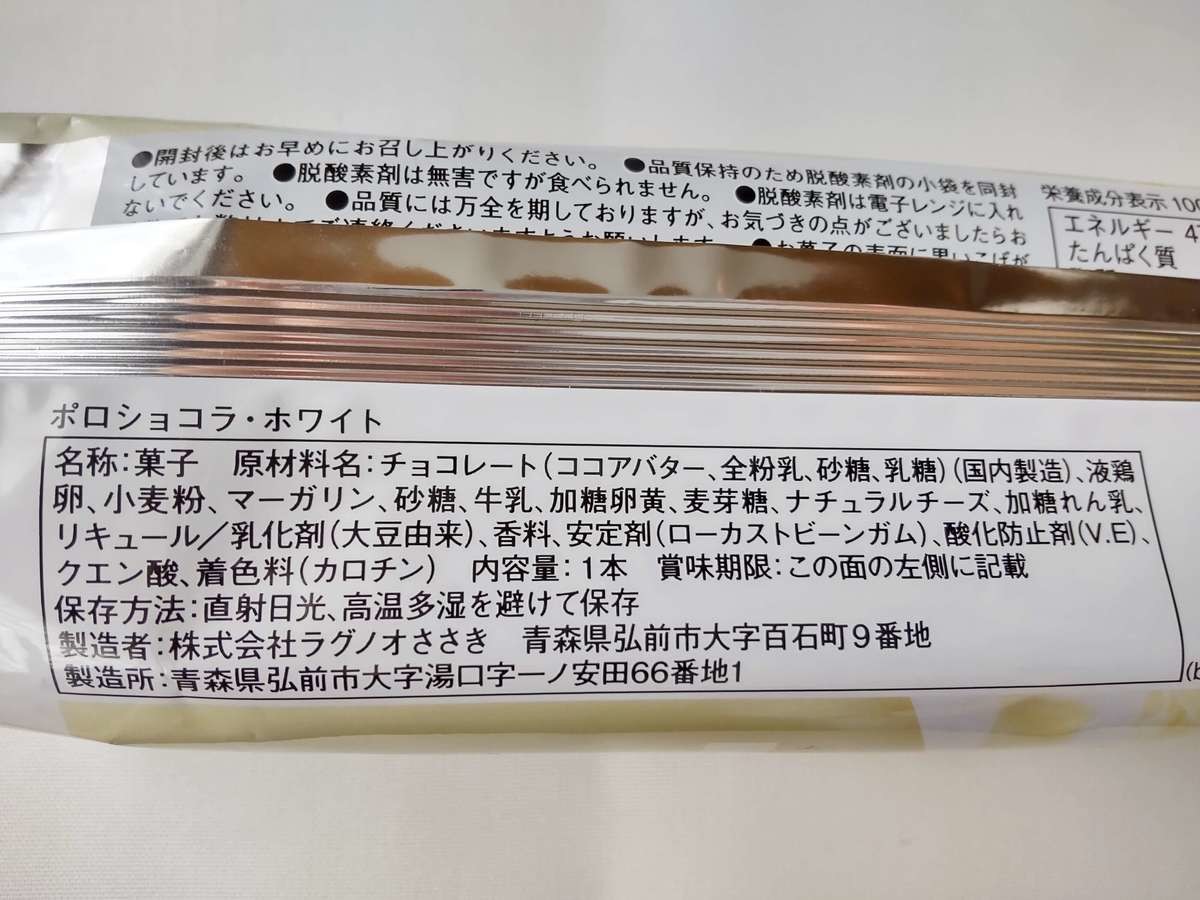 ●開封後はお早めにお召し上がりください。 ●品質保持のため脱酸素剤の小袋を同封
しています。 ●脱酸素剤は無害ですが食べられません。 ●脱酸素剤は電子レンジに入れ
ないでください。 ●品質には万全を期しておりますが、お気づきの点がございましたらお
●お菓子の表面に黒いこげが
栄養成分表示 100
エネルギー 4
たんぱく質
ポロショコラ・ホワイト
名称：菓子　原材料名：チョコレート（ココアバター、全粉乳、砂糖、乳糖）（国内製造）、液鶏
卵、小麦粉、マーガリン、砂糖、牛乳、加糖卵黄、麦芽糖、ナチュラルチーズ、加糖れん乳、
リキュール／乳化剤（大豆由来）、香料、安定剤（ローカストビーンガム）、酸化防止剤（V.E）、
クエン酸、着色料（カロチン）　内容量：1本　賞味期限：この面の左側に記載
保存方法：直射日光、高温多湿を避けて保存
製造者：株式会社ラグノオささき　青森県弘前市大字百石町9番地
製造所：青森県弘前市大字湯口字一ノ安田66番地1
(b